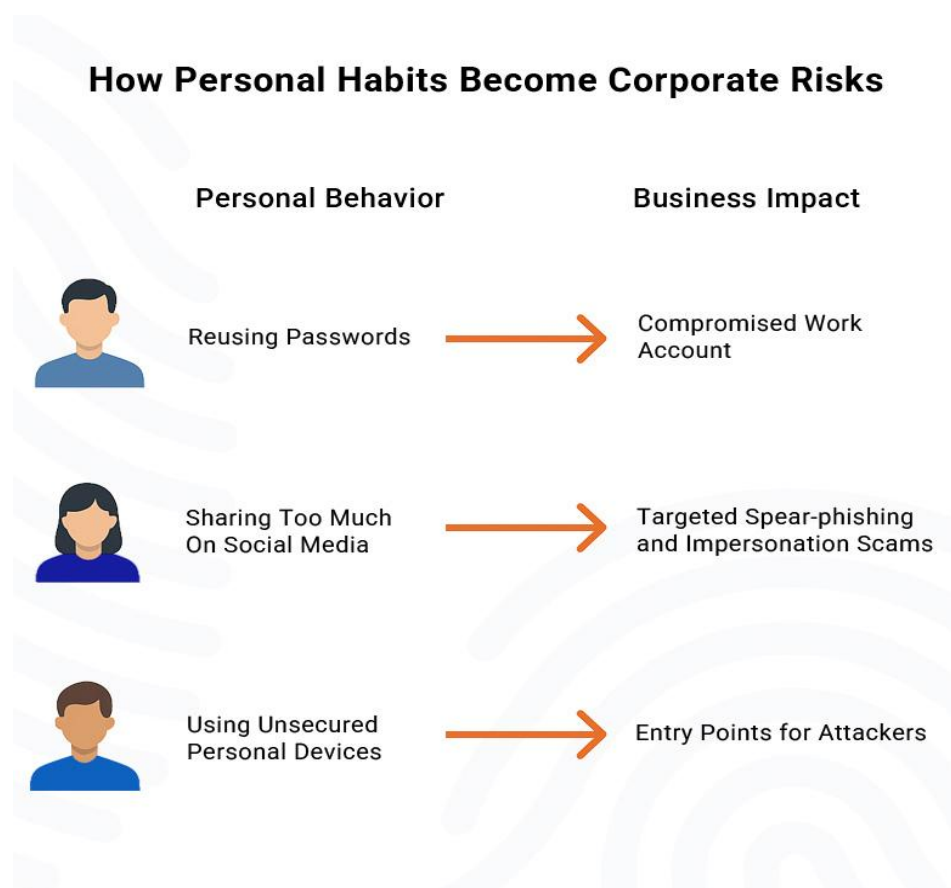 How Personal Habits Become Corporate Risks
Personal Behavior
Business Impact
Reusing Passwords
Compromised Work
Account
Sharing Too Much
On Social Media
Targeted Spear-phishing
and Impersonation Scams
Using Unsecured
Personal Devices
Entry Points for Attackers